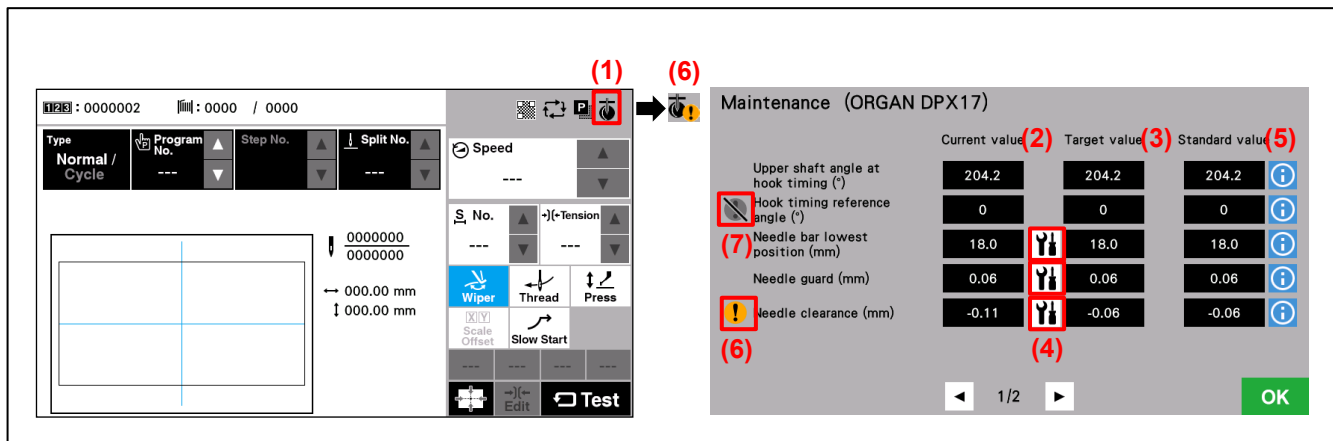 (1)
(6)
123 : 0000002 : 0000 / 0000 P
Type
Normal /
Cycle
P Program
No.
---
Step No.
Split No.
---
Speed
---
S No.
---
Tension
---
0000000
0000000
↔ 000.00 mm
↕ 000.00 mm
Wiper
Thread
Press
X Y
Scale
Offset
Slow Start
--- --- --- ---
Edit
Test
Maintenance (ORGAN DPX17)
Current value (2) Target value (3) Standard value (5)
Upper shaft angle at
hook timing (°)
204.2 204.2 204.2
Hook timing reference
angle (°)
0 0 0
(7)
Needle bar lowest
position (mm)
18.0 18.0 18.0
Needle guard (mm) 0.06 0.06 0.06
! Needle clearance (mm) -0.11 -0.06 -0.06
(6) (4)
◄ 1/2 ►
OK